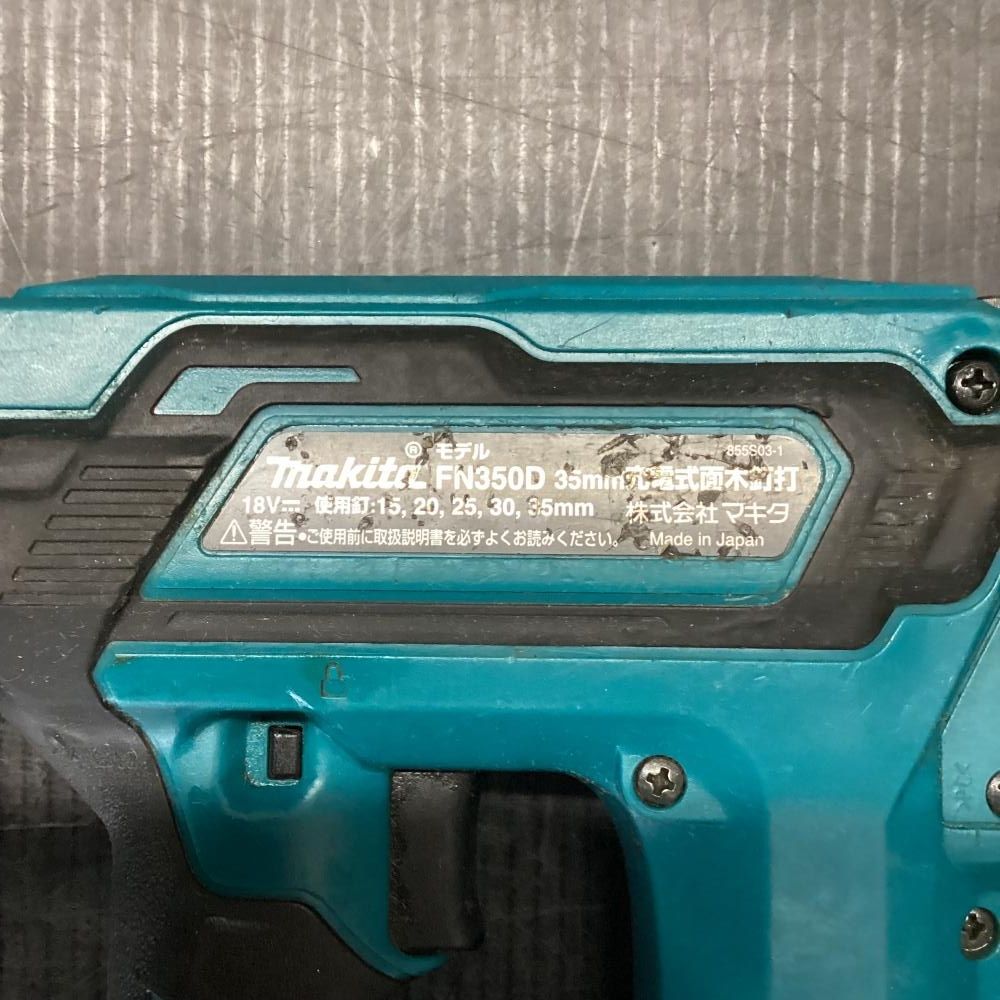 855S03-1
makita® モデル FN350D 35mm充電式面木釘打
18V⎓ 使用釘:15, 20, 25, 30, 35mm 株式会社マキタ
⚠警告•ご使用前に取扱説明書を必ずよくお読みください。 Made in Japan